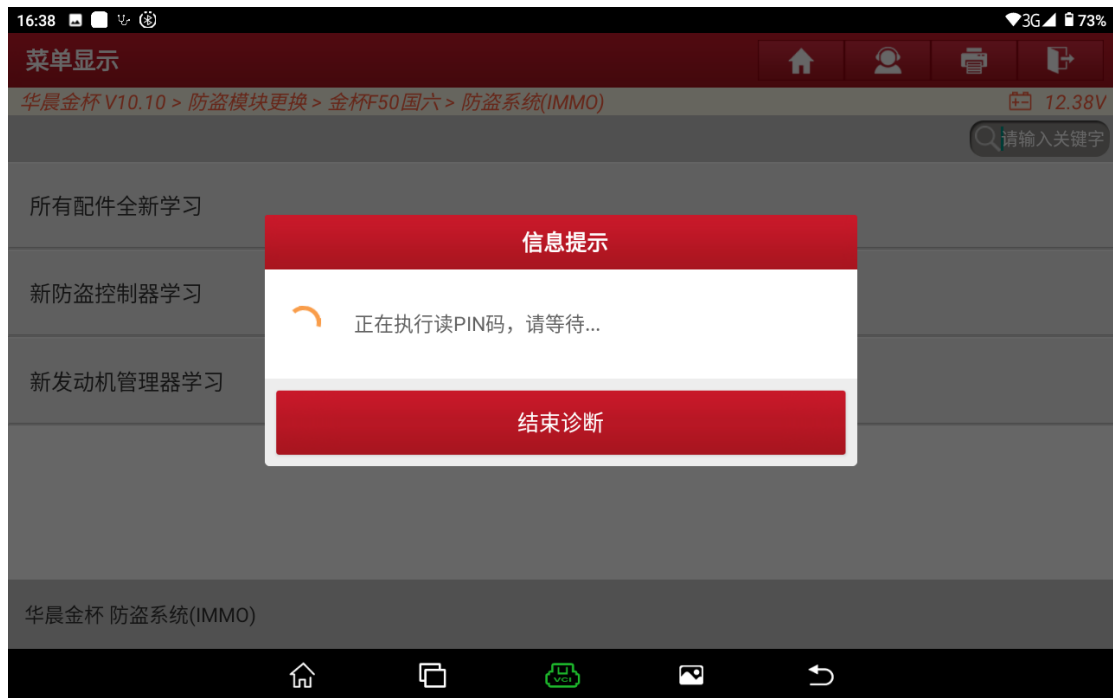 16:38
3G 73%
菜单显示
华晨金杯 V10.10 > 防盗模块更换 > 金杯F50国六 > 防盗系统(IMMO)
12.38V
请输入关键字
所有配件全新学习
信息提示
新防盗控制器学习
正在执行读PIN码，请等待...
新发动机管理器学习
结束诊断
华晨金杯 防盗系统(IMMO)
VCI